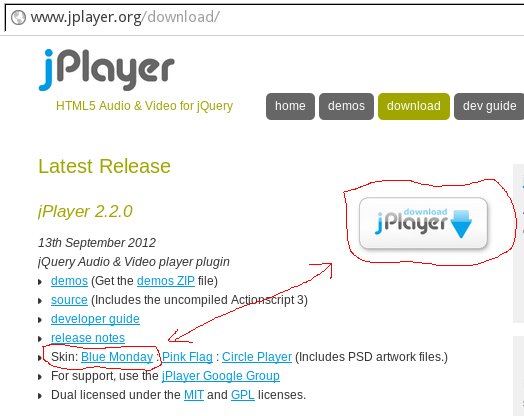 www.jplayer.org/download/
jPlayer
HTML5 Audio & Video for jQuery
home demos download dev guide
Latest Release
jPlayer 2.2.0
download
jPlayer
13th September 2012
jQuery Audio & Video player plugin
demos (Get the demos ZIP file)
source (Includes the uncompiled Actionscript 3)
developer guide
release notes
Skin: Blue Monday : Pink Flag : Circle Player (Includes PSD artwork files.)
For support, use the jPlayer Google Group
Dual licensed under the MIT and GPL licenses.